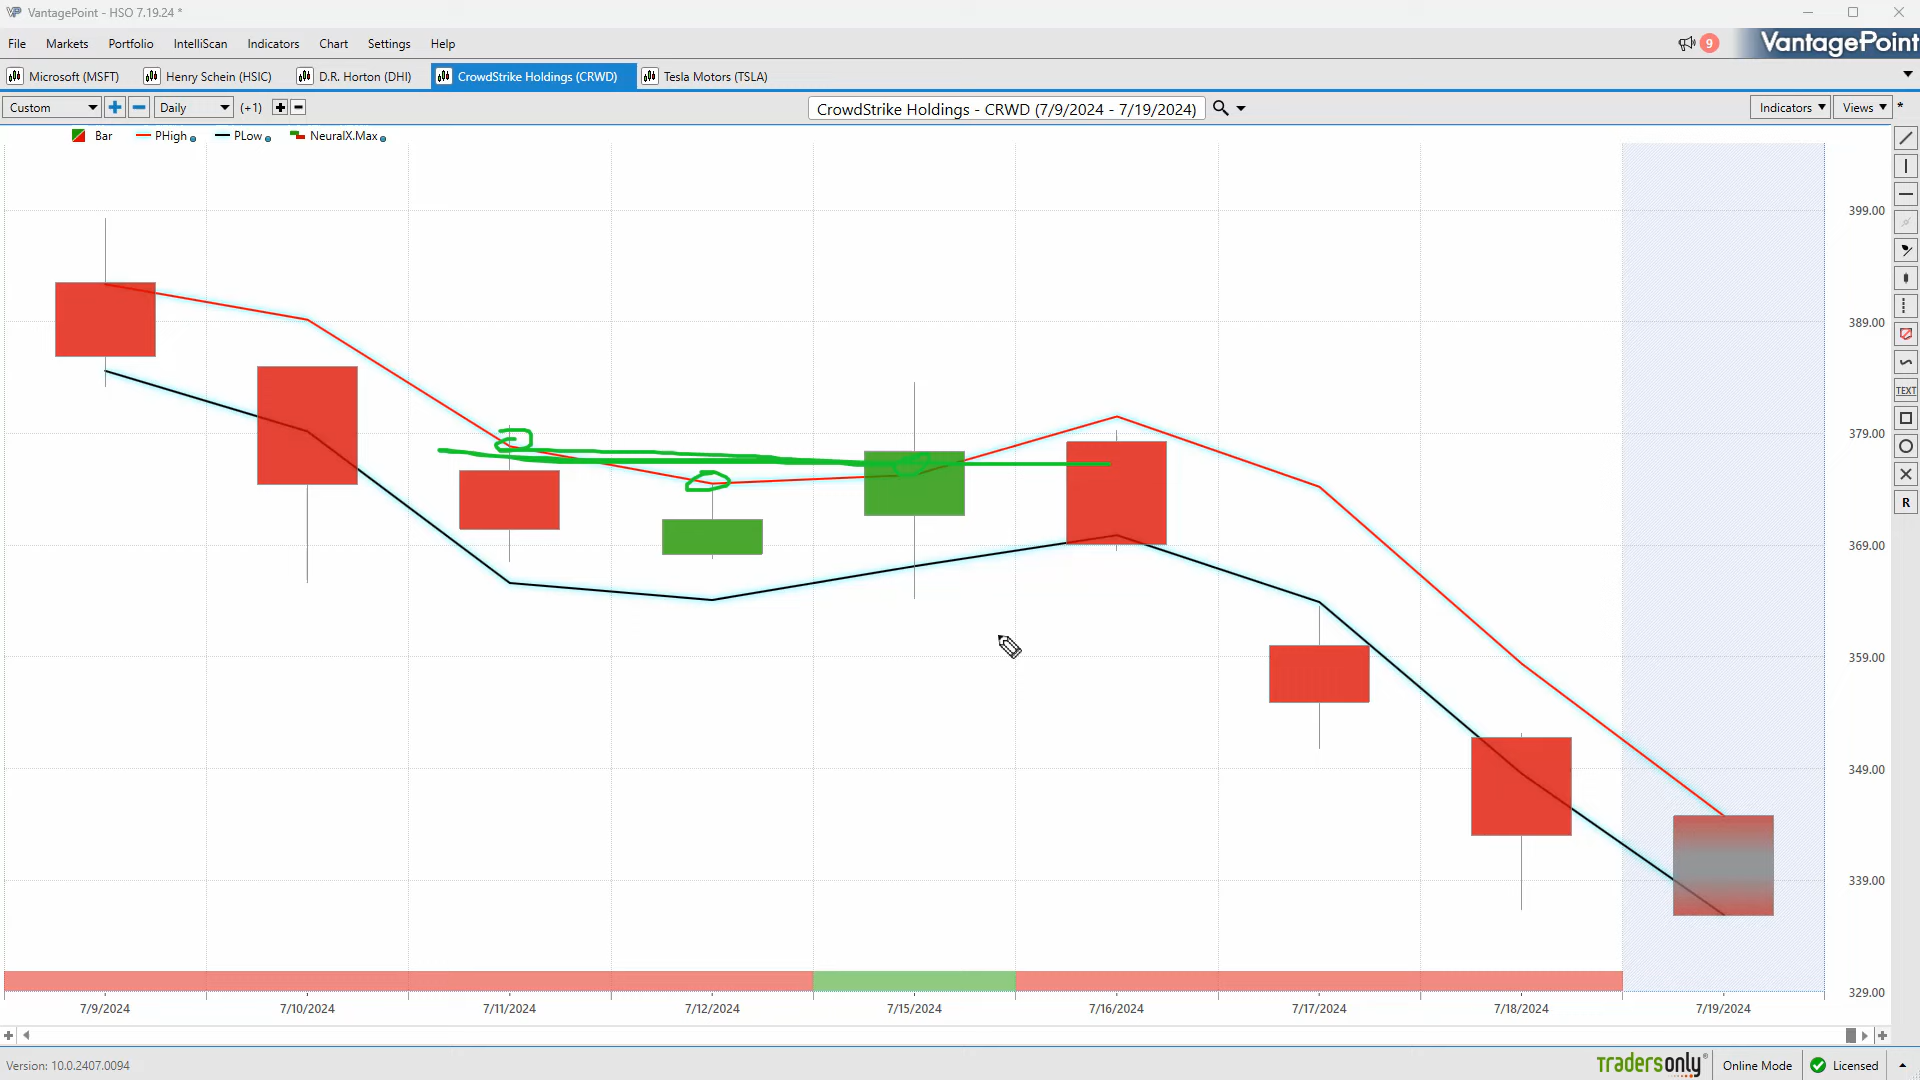 VantagePoint - HSO 7.19.24 *
File Markets Portfolio IntelliScan Indicators Chart Settings Help 9 VantagePoint
Microsoft (MSFT) Henry Schein (HSIC) D.R. Horton (DHI) CrowdStrike Holdings (CRWD) Tesla Motors (TSLA)
Custom Daily (+1) CrowdStrike Holdings - CRWD (7/9/2024 - 7/19/2024) Indicators Views *
Bar PHigh PLow NeuralX.Max
399.00
389.00
379.00
369.00
359.00
349.00
339.00
329.00
TEXT
R
7/9/2024 7/10/2024 7/11/2024 7/12/2024 7/15/2024 7/16/2024 7/17/2024 7/18/2024 7/19/2024
Version: 10.0.2407.0094 tradersonly Online Mode Licensed